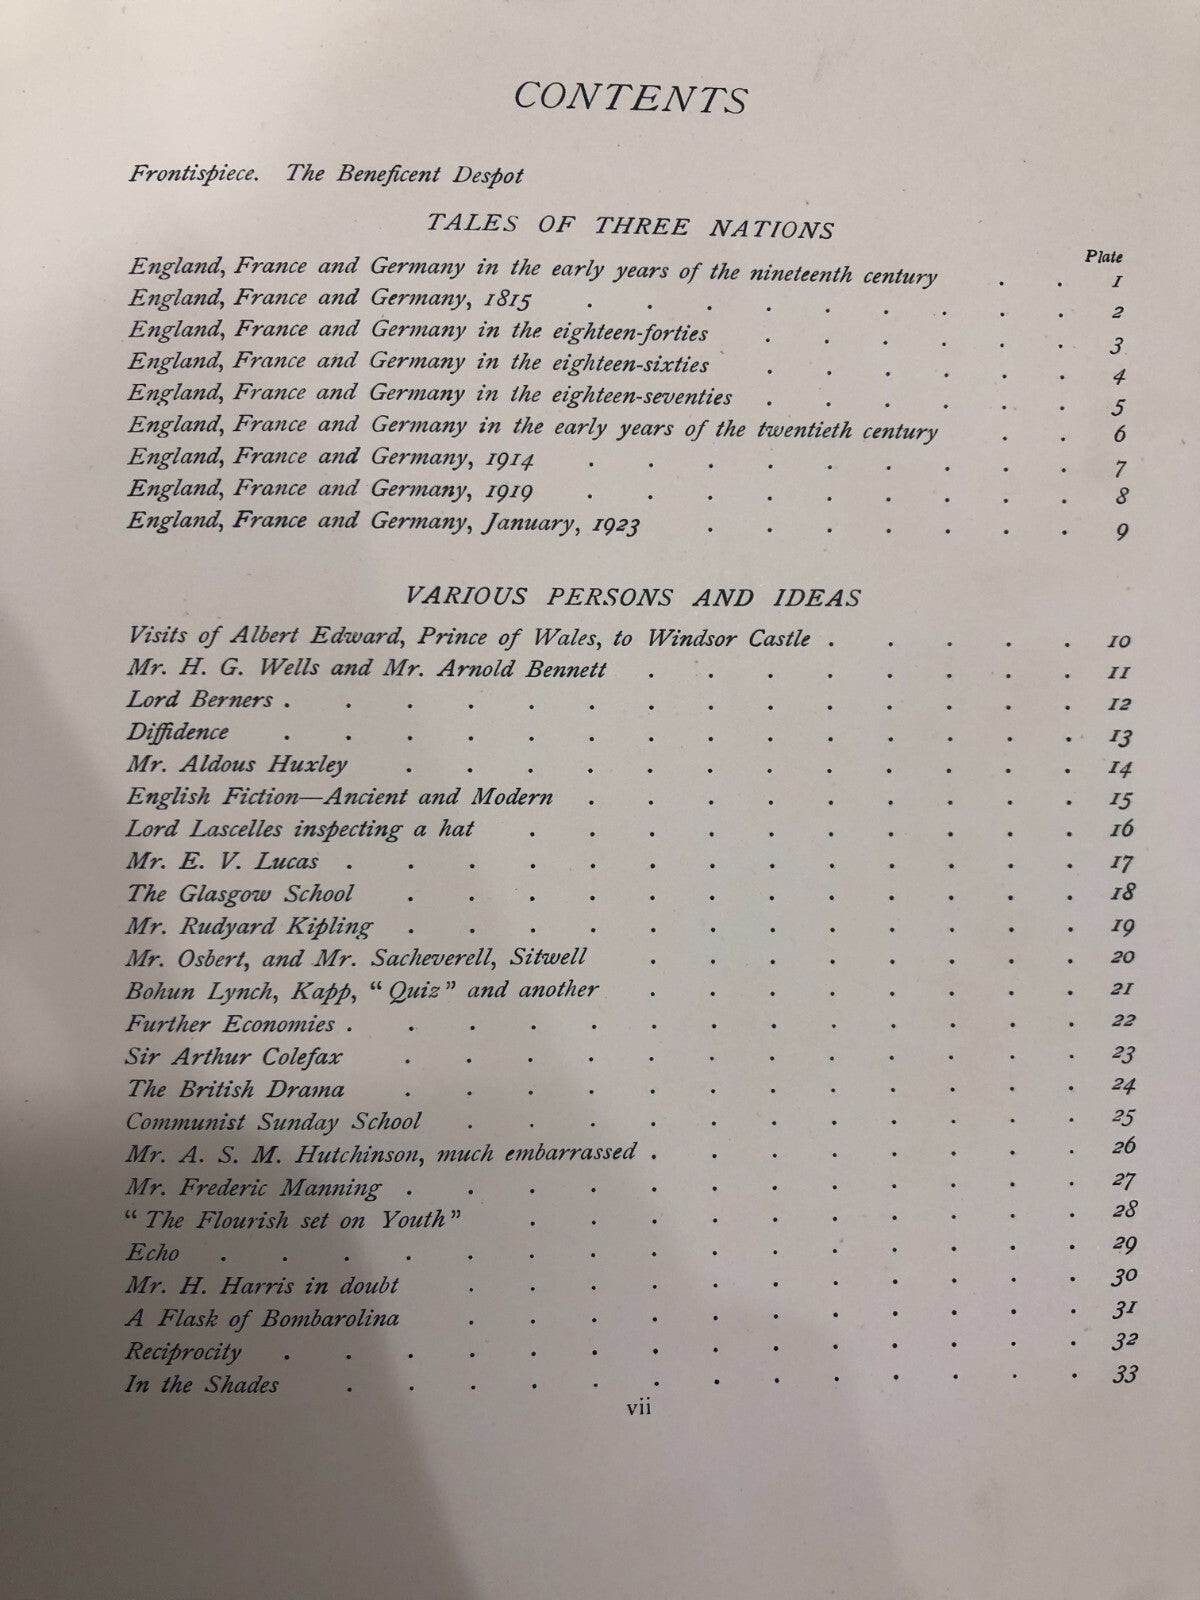 CONTENTS
Frontispiece. The Beneficent Despot
TALES OF THREE NATIONS
Plate
England, France and Germany in the early years of the nineteenth century . . 1
England, France and Germany, 1815 . . . . . . . . . 2
England, France and Germany in the eighteen-forties . . . . . . 3
England, France and Germany in the eighteen-sixties . . . . . . 4
England, France and Germany in the eighteen-seventies . . . . . . 5
England, France and Germany in the early years of the twentieth century . . 6
England, France and Germany, 1914 . . . . . . . . . 7
England, France and Germany, 1919 . . . . . . . . . 8
England, France and Germany, January, 1923 . . . . . . . 9
VARIOUS PERSONS AND IDEAS
Visits of Albert Edward, Prince of Wales, to Windsor Castle . . . . . 10
Mr. H. G. Wells and Mr. Arnold Bennett . . . . . . . . 11
Lord Berners . . . . . . . . . . . . . . 12
Diffidence . . . . . . . . . . . . . . 13
Mr. Aldous Huxley . . . . . . . . . . . . 14
English Fiction—Ancient and Modern . . . . . . . . . 15
Lord Lascelles inspecting a hat . . . . . . . . . . 16
Mr. E. V. Lucas . . . . . . . . . . . . . 17
The Glasgow School . . . . . . . . . . . . 18
Mr. Rudyard Kipling . . . . . . . . . . . . 19
Mr. Osbert, and Mr. Sacheverell, Sitwell . . . . . . . . 20
Bohun Lynch, Kapp, “Quiz” and another . . . . . . . . 21
Further Economies . . . . . . . . . . . . . 22
Sir Arthur Colefax . . . . . . . . . . . . 23
The British Drama . . . . . . . . . . . . 24
Communist Sunday School . . . . . . . . . . . 25
Mr. A. S. M. Hutchinson, much embarrassed . . . . . . . . 26
Mr. Frederic Manning . . . . . . . . . . . . 27
“The Flourish set on Youth” . . . . . . . . . . 28
Echo . . . . . . . . . . . . . . . 29
Mr. H. Harris in doubt . . . . . . . . . . . 30
A Flask of Bombarolina . . . . . . . . . . . 31
Reciprocity . . . . . . . . . . . . . . 32
In the Shades . . . . . . . . . . . . . 33
vii